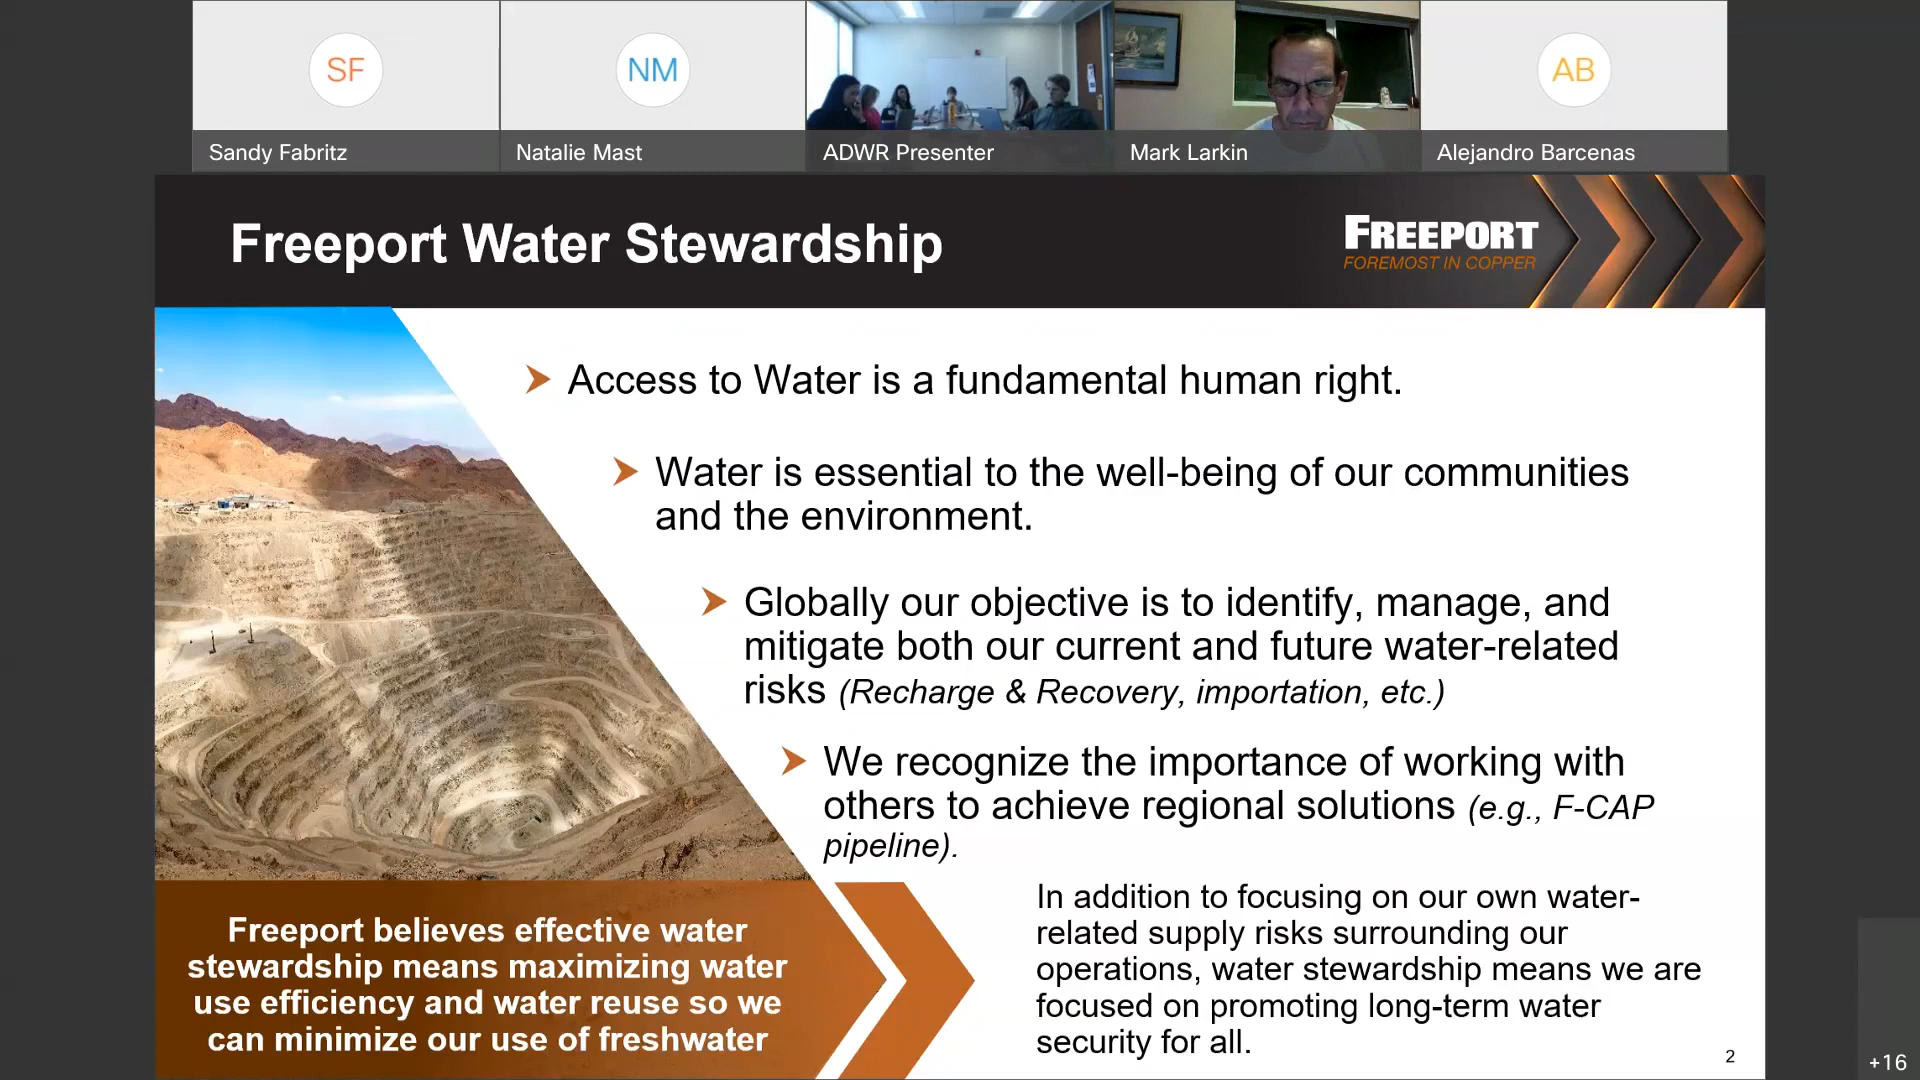 SF
NM
AB
Sandy Fabritz
Natalie Mast
ADWR Presenter
Mark Larkin
Alejandro Barcenas
Freeport Water Stewardship
FREEPORT
FOREMOST IN COPPER
Access to Water is a fundamental human right.
Water is essential to the well-being of our communities
and the environment.
Globally our objective is to identify, manage, and
mitigate both our current and future water-related
risks (Recharge & Recovery, importation, etc.)
We recognize the importance of working with
others to achieve regional solutions (e.g., F-CAP
pipeline).
Freeport believes effective water
stewardship means maximizing water
use efficiency and water reuse so we
can minimize our use of freshwater
In addition to focusing on our own water-
related supply risks surrounding our
operations, water stewardship means we are
focused on promoting long-term water
security for all.
2
+16